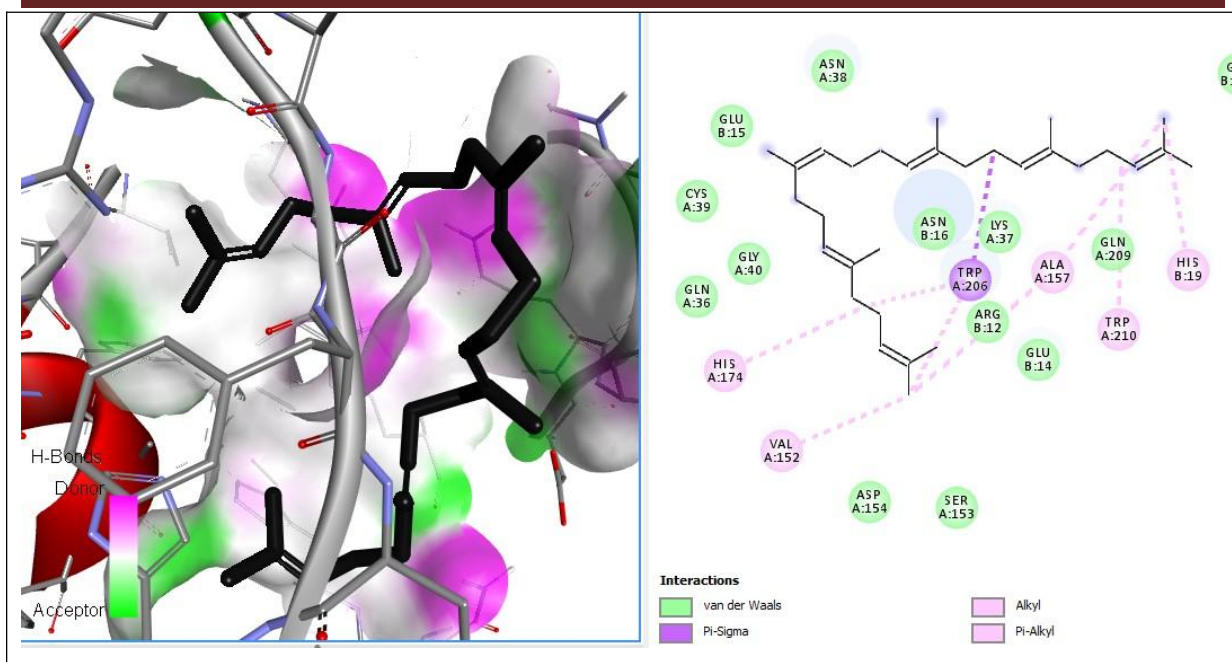 H-Bonds
Donor
Acceptor
ASN
A:38
GLU
B:15
CYS
A:39
GLY
A:40
GLN
A:36
ASN
B:16
LYS
A:37
TRP
A:206
ARG
B:12
GLU
B:14
ALA
A:157
GLN
A:209
TRP
A:210
HIS
B:19
HIS
A:174
VAL
A:152
ASP
A:154
SER
A:153
Interactions
van der Waals
Pi-Sigma
Alkyl
Pi-Alkyl